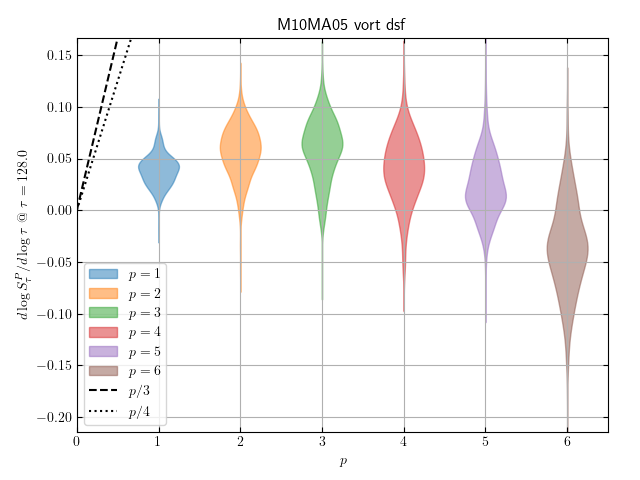 M10MA05 vort dsf
d log S_τ^P / d log τ @ τ = 128.0
0.15
0.10
0.05
0.00
−0.05
−0.10
−0.15
−0.20
p = 1
p = 2
p = 3
p = 4
p = 5
p = 6
p/3
p/4
0 1 2 3 4 5 6
p